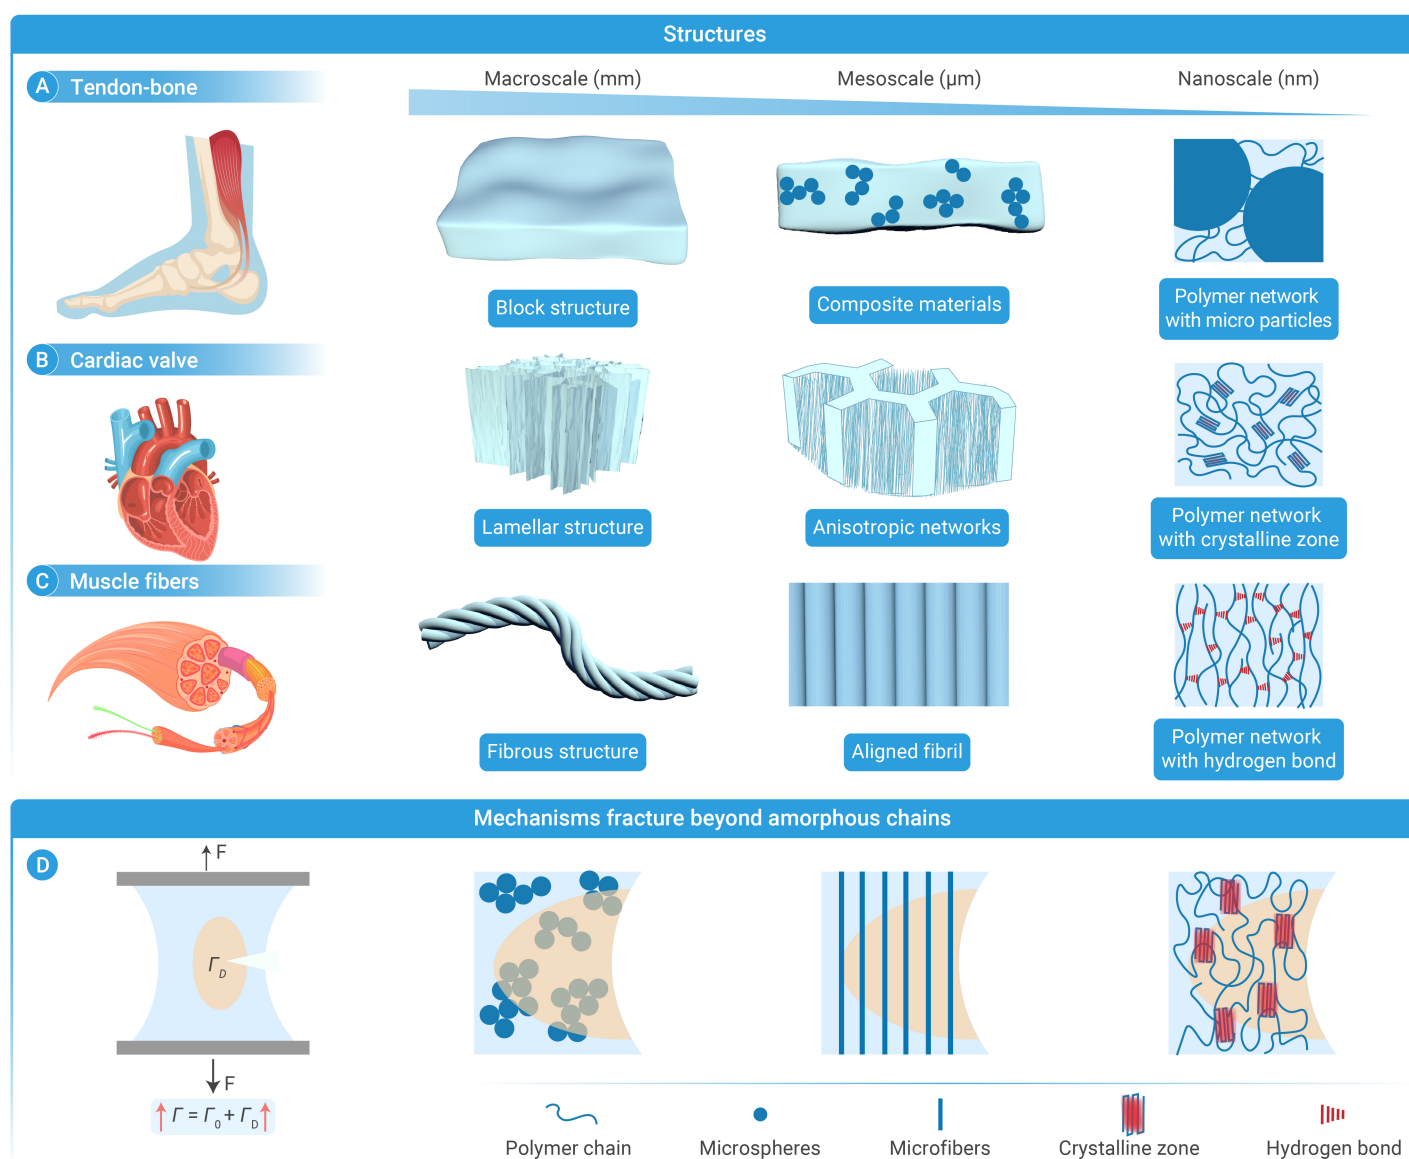 Structures
A Tendon-bone
Macroscale (mm)
Mesoscale (μm)
Nanoscale (nm)
Block structure
Composite materials
Polymer network
with micro particles
B Cardiac valve
Lamellar structure
Anisotropic networks
Polymer network
with crystalline zone
C Muscle fibers
Fibrous structure
Aligned fibril
Polymer network
with hydrogen bond
Mechanisms fracture beyond amorphous chains
D
F
Γ_D
F
Γ = Γ_0 + Γ_D
Polymer chain
Microspheres
Microfibers
Crystalline zone
Hydrogen bond